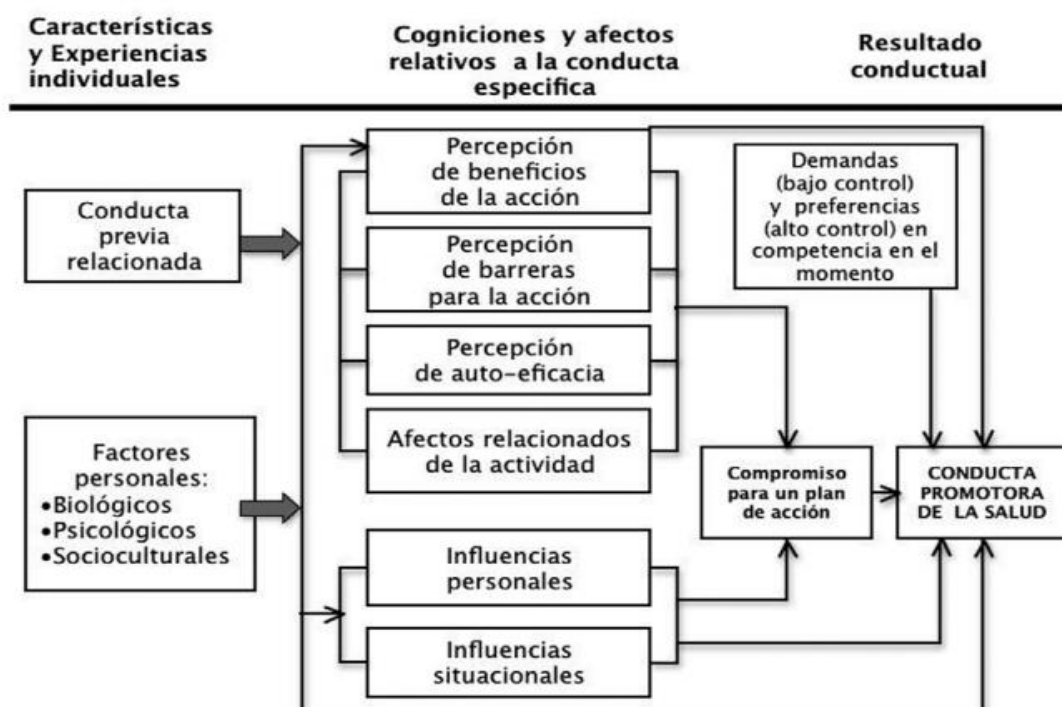 Características
y Experiencias
individuales
Cogniciones y afectos
relativos a la conducta
especifica
Resultado
conductual
Conducta
previa
relacionada
Factores
personales:
•Biológicos
•Psicológicos
•Socioculturales
Percepción
de beneficios
de la acción
Percepción
de barreras
para la acción
Percepción
de auto-eficacia
Afectos relacionados
de la actividad
Influencias
personales
Influencias
situacionales
Demandas
(bajo control)
y preferencias
(alto control) en
competencia en el
momento
Compromiso
para un plan
de acción
CONDUCTA
PROMOTORA
DE LA SALUD